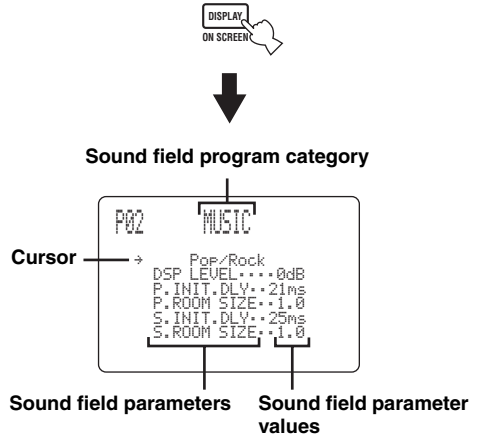 DISPLAY
ON SCREEN
Sound field program category
P02 MUSIC
Cursor → Pop/Rock
DSP LEVEL····0dB
P.INIT.DLY··21ms
P.ROOM SIZE··1.0
S.INIT.DLY··25ms
S.ROOM SIZE··1.0
Sound field parameters
Sound field parameter
values